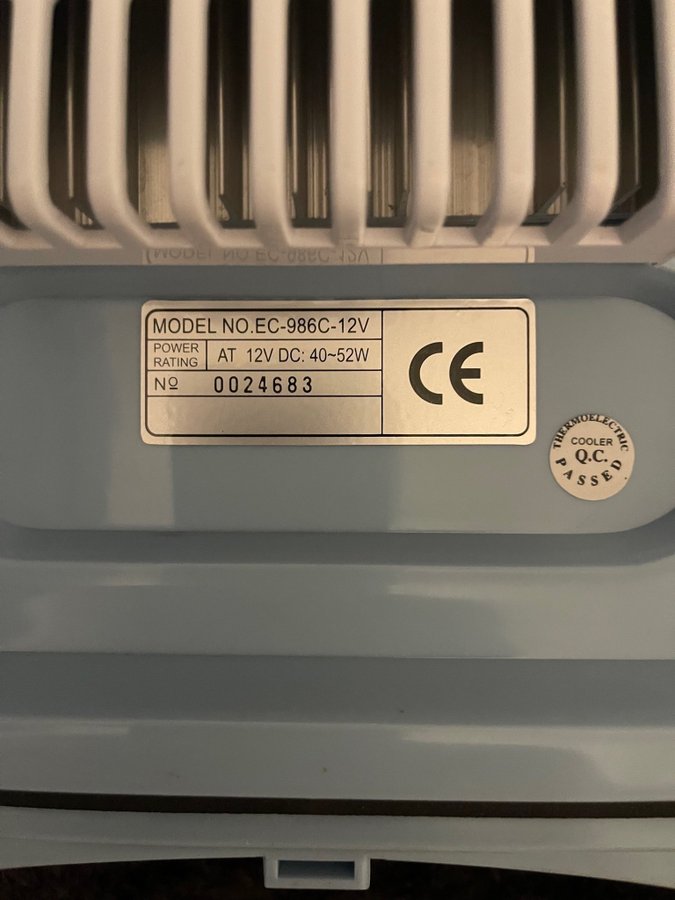 MODEL NO.EC-986C-12V
POWER RATING
AT 12V DC: 40~52W
Nº 0024683
CE
THERMOELECTRIC
COOLER
Q.C.
PASSED